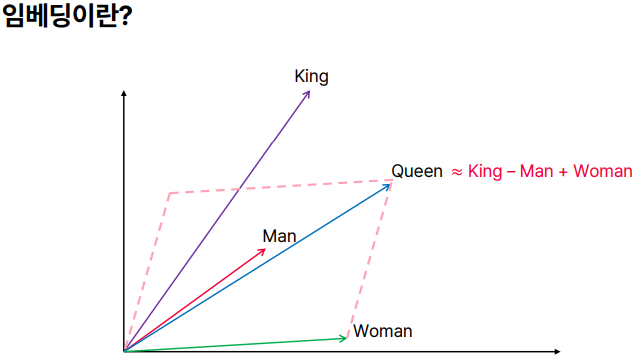 임베딩이란?
King
Queen ≈ King – Man + Woman
Man
Woman